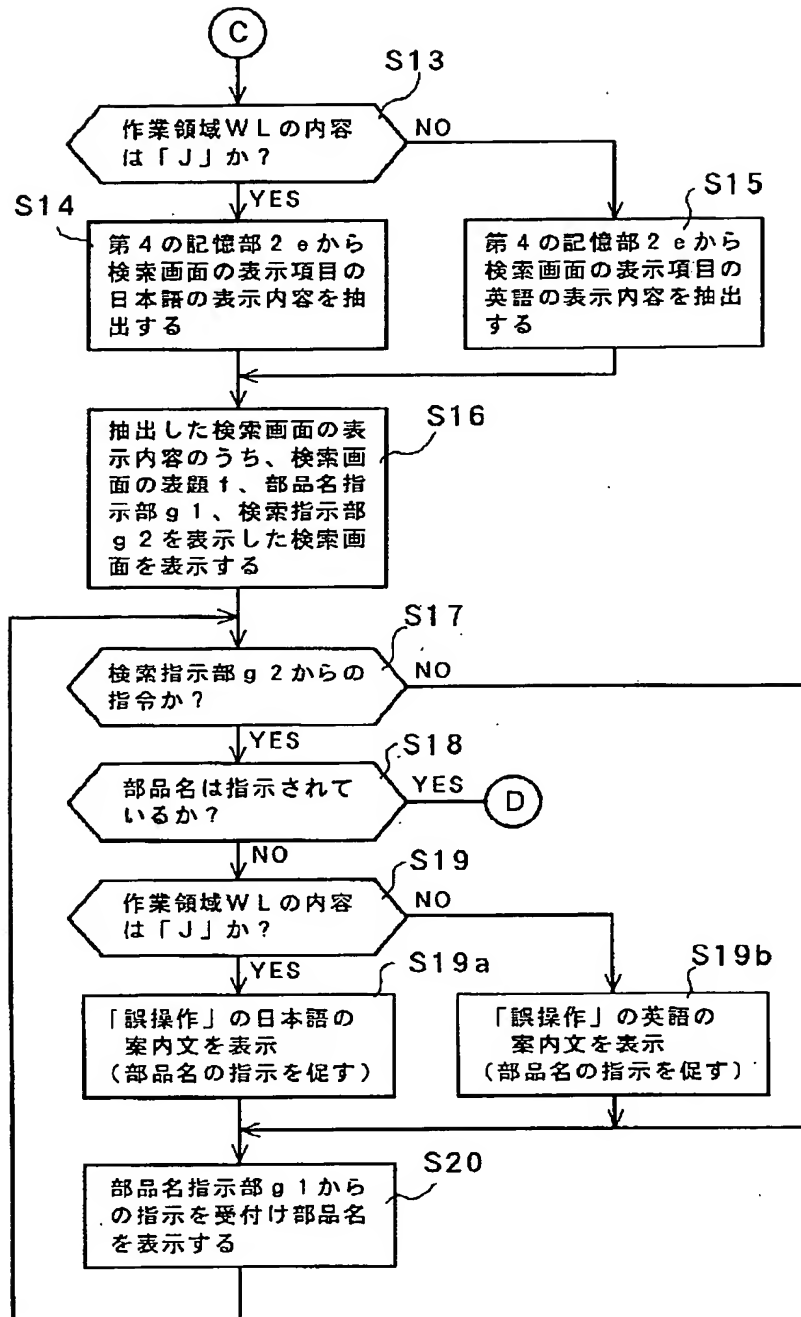 C
S13
作業領域WLの内容
は「J」か?
NO
YES
S14
第4の記憶部2eから
検索画面の表示項目の
日本語の表示内容を抽
出する
S15
第4の記憶部2eから
検索画面の表示項目の
英語の表示内容を抽出
する
S16
抽出した検索画面の表
示内容のうち、検索画
面の表題f、部品名指
示部g1、検索指示部
g2を表示した検索画
面を表示する
S17
検索指示部g2からの
指令か?
NO
YES
S18
部品名は指示されて
いるか?
YES
D
NO
S19
作業領域WLの内容
は「J」か?
NO
YES
S19a
「誤操作」の日本語の
案内文を表示
(部品名の指示を促す)
S19b
「誤操作」の英語の
案内文を表示
(部品名の指示を促す)
S20
部品名指示部g1から
の指示を受付け部品名
を表示する